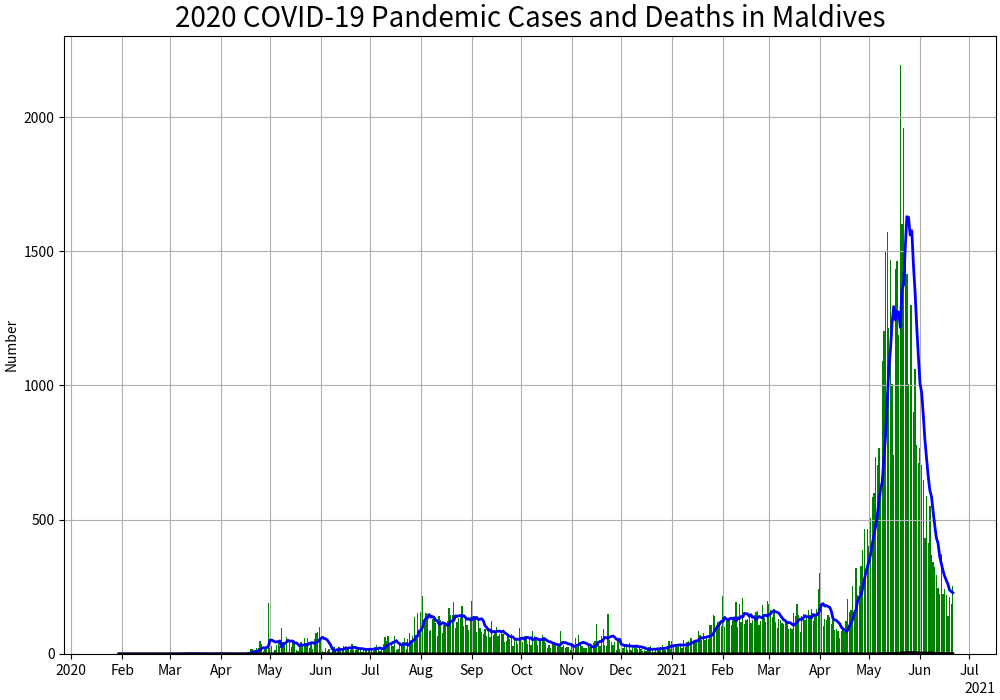 2020 COVID-19 Pandemic Cases and Deaths in Maldives
Number
2000
1500
1000
500
0
2020 Feb Mar Apr May Jun Jul Aug Sep Oct Nov Dec 2021 Feb Mar Apr May Jun Jul
2021